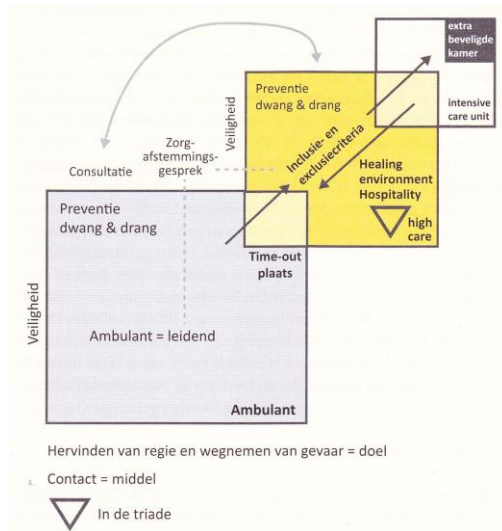 extra
beveiligde
kamer
intensive
care unit
Preventie
dwang & drang
Veiligheid
Inclusie- en
exclusiecriteria
Healing
environment
Hospitality
high
care
Zorg-
afstemmings-
gesprek
Consultatie
Preventie
dwang & drang
Time-out
plaats
Veiligheid
Ambulant = leidend
Ambulant
Hervinden van regie en wegnemen van gevaar = doel
Contact = middel
In de triade